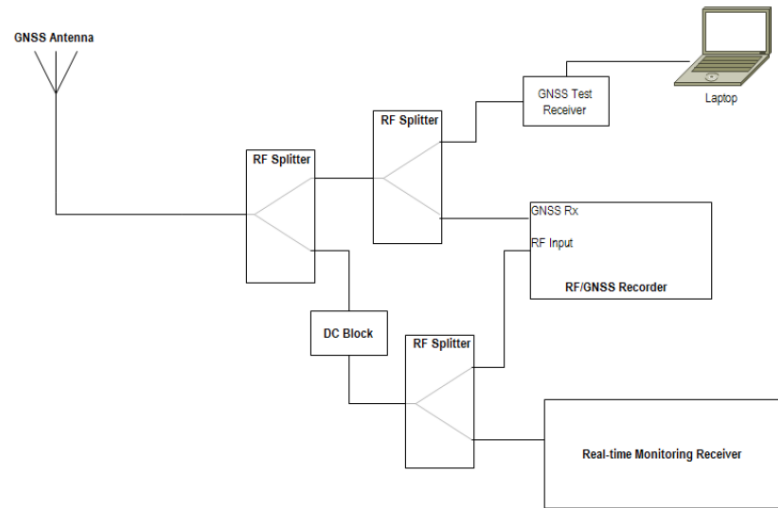 GNSS Antenna
RF Splitter
RF Splitter
GNSS Test
Receiver
Laptop
GNSS Rx
RF Input
RF/GNSS Recorder
DC Block
RF Splitter
Real-time Monitoring Receiver